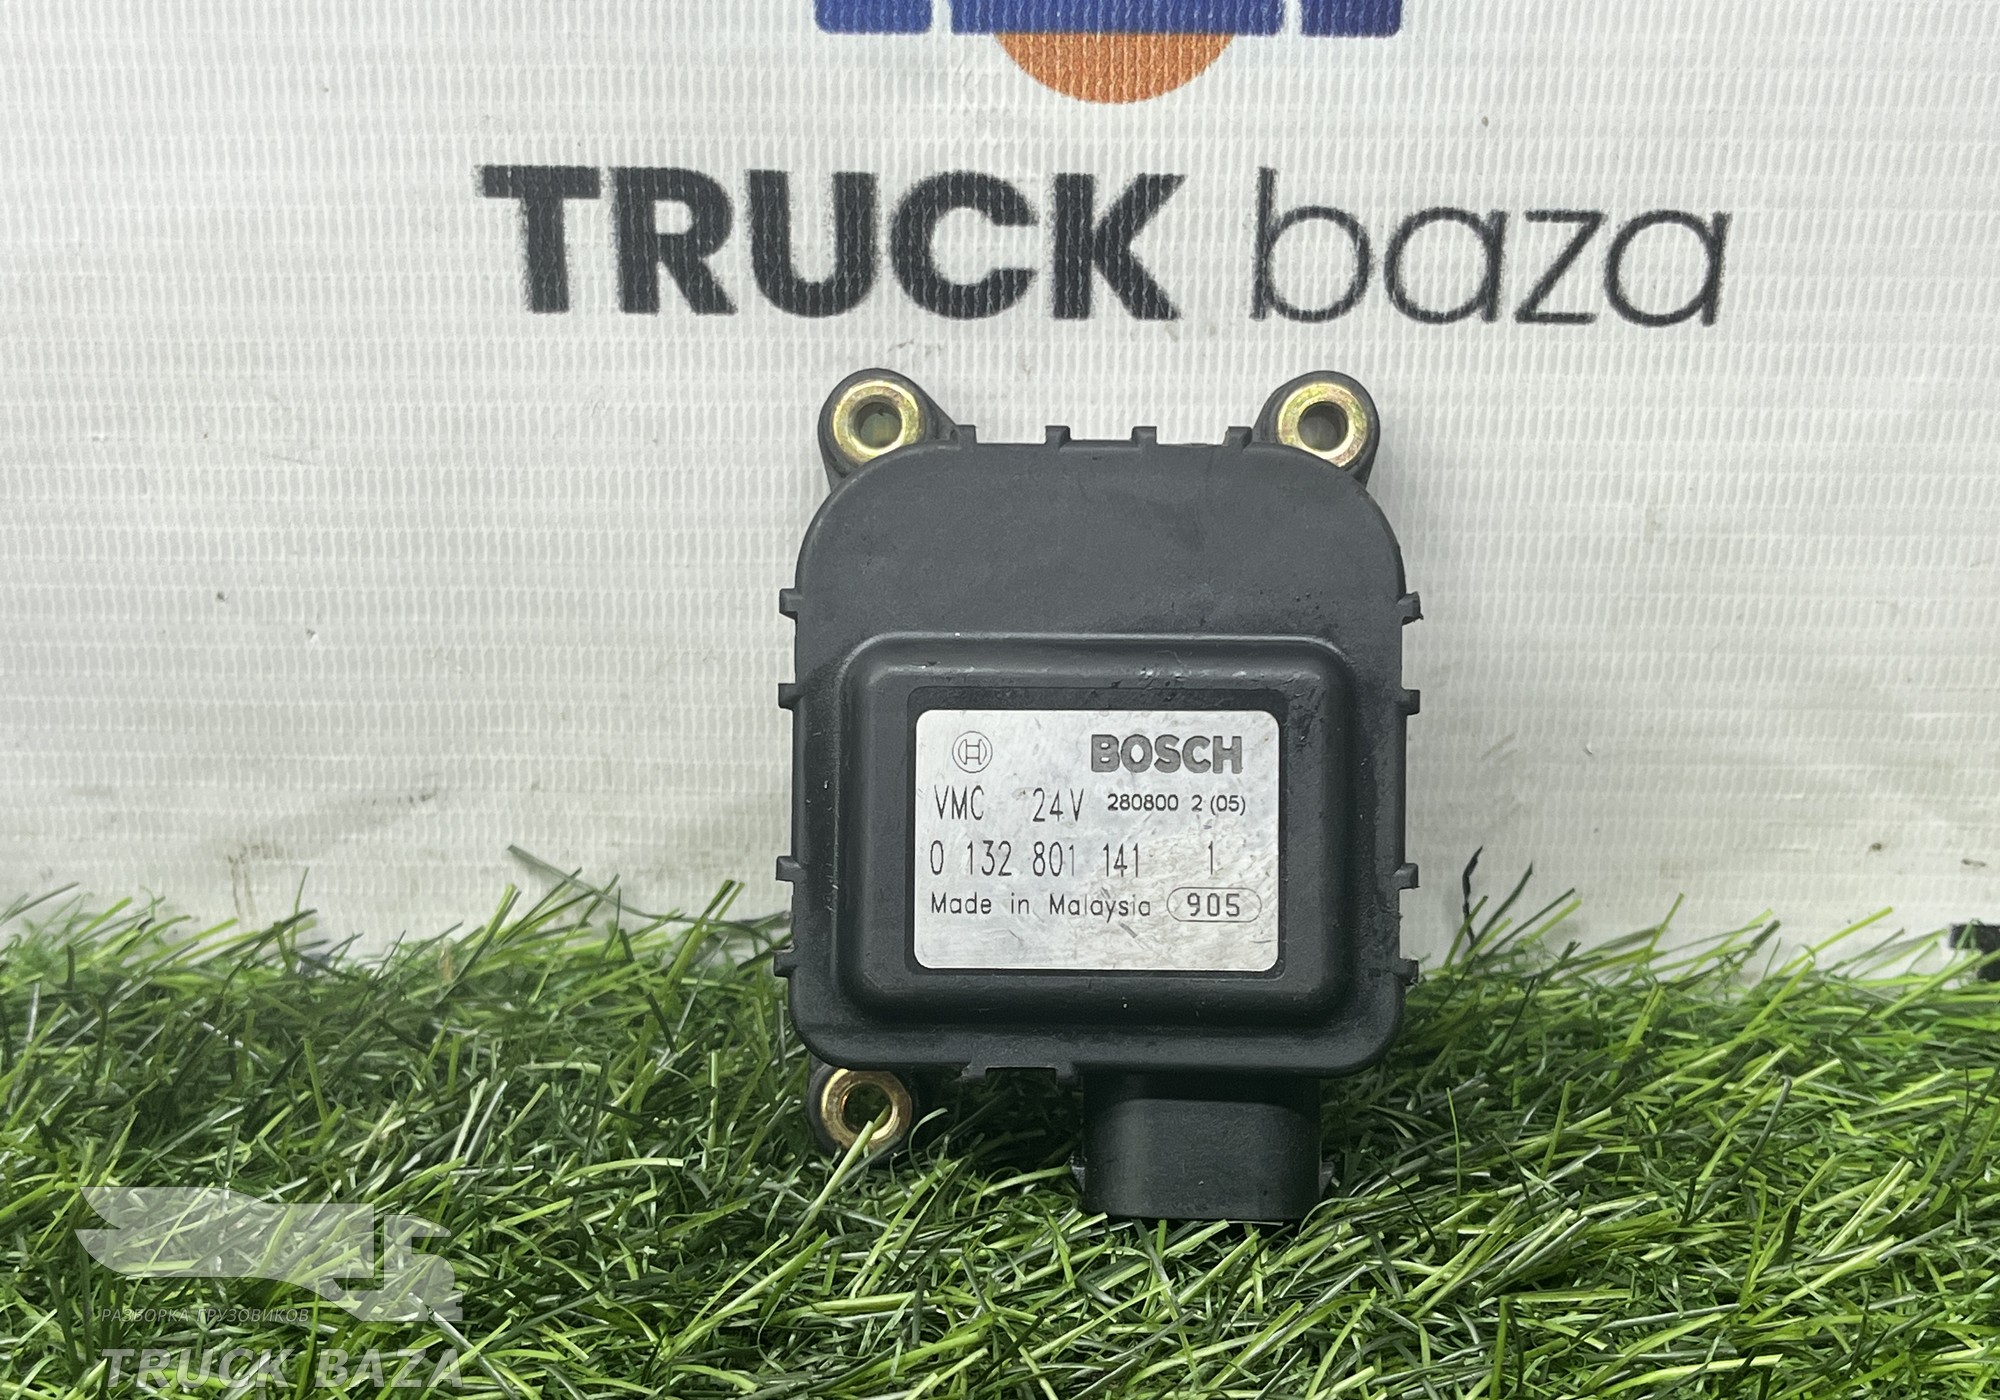 TRUCK baza
BOSCH
VMC 24V 280800 2 (05)
0 132 801 141 1
Made in Malaysia 905
РАЗБОРКА ГРУЗОВИКОВ
TRUCK BAZA